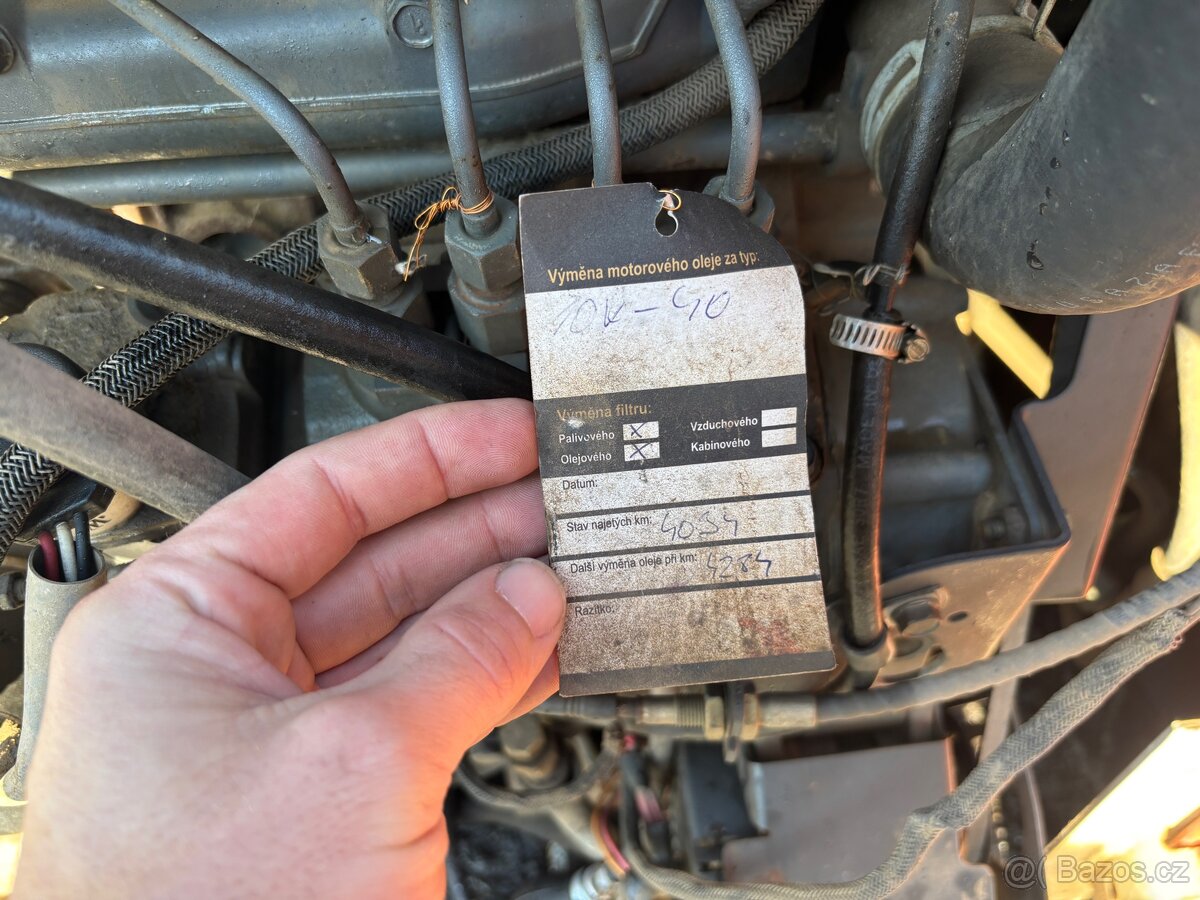 Výměna motorového oleje za typ:
10W-40
Výměna filtru:
Palivového X Vzduchového
Olejového X Kabinového
Datum:
Stav najetých km: 4034
Další výměna oleje při km: 4284
Razítko:
Bazos.cz